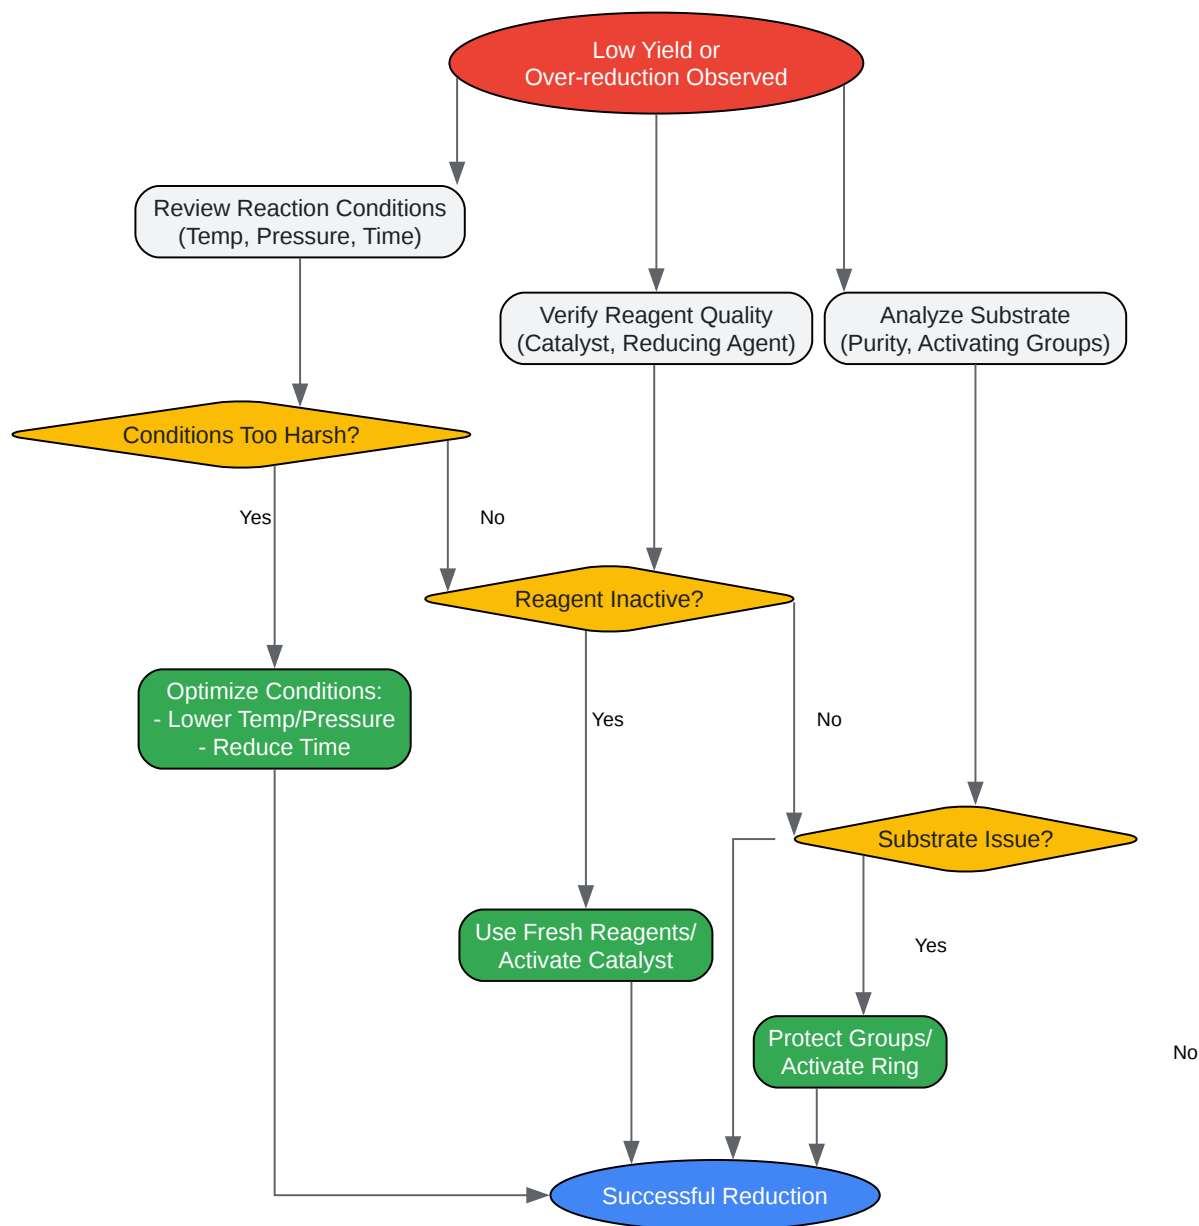 Low Yield or
Over-reduction Observed
Review Reaction Conditions
(Temp, Pressure, Time)
Verify Reagent Quality
(Catalyst, Reducing Agent)
Analyze Substrate
(Purity, Activating Groups)
Conditions Too Harsh?
Yes
No
Reagent Inactive?
Optimize Conditions:
- Lower Temp/Pressure
- Reduce Time
Yes
No
Substrate Issue?
Use Fresh Reagents/
Activate Catalyst
Yes
Protect Groups/
Activate Ring
No
Successful Reduction